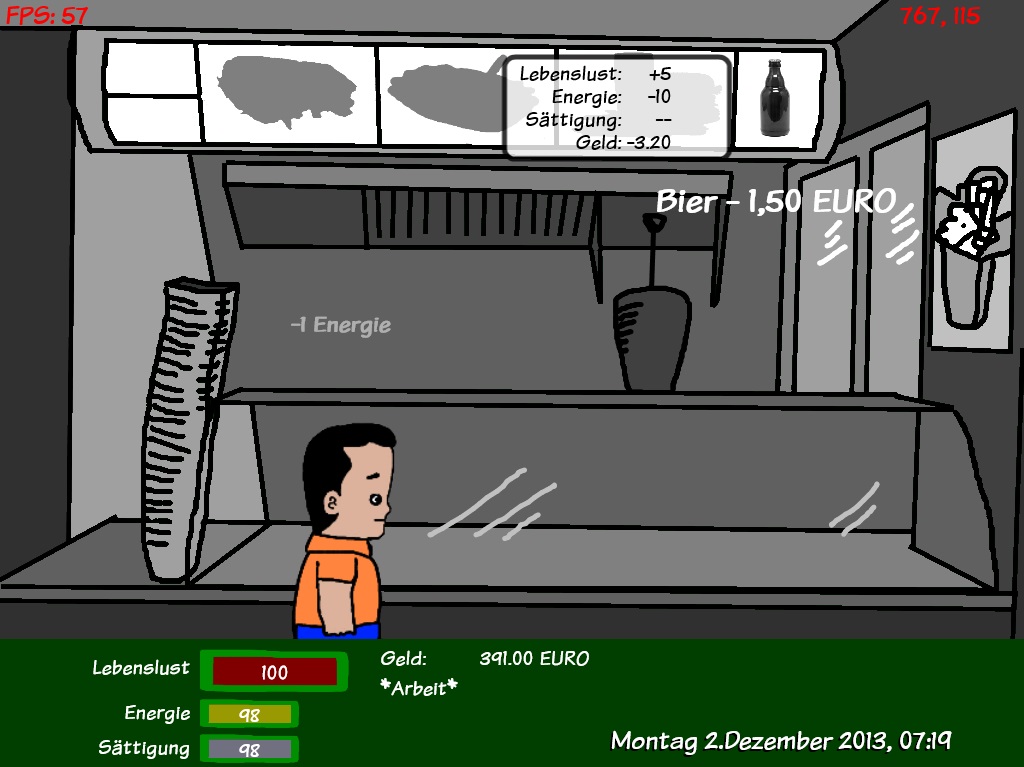 FPS: 57
767, 115
Lebenslust: +5
Energie: -10
Sättigung: --
Geld: -3.20
Bier - 1,50 EURO
-1 Energie
Lebenslust 100
Geld: 391.00 EURO
*Arbeit*
Energie 98
Sättigung 98
Montag 2.Dezember 2013, 07:19